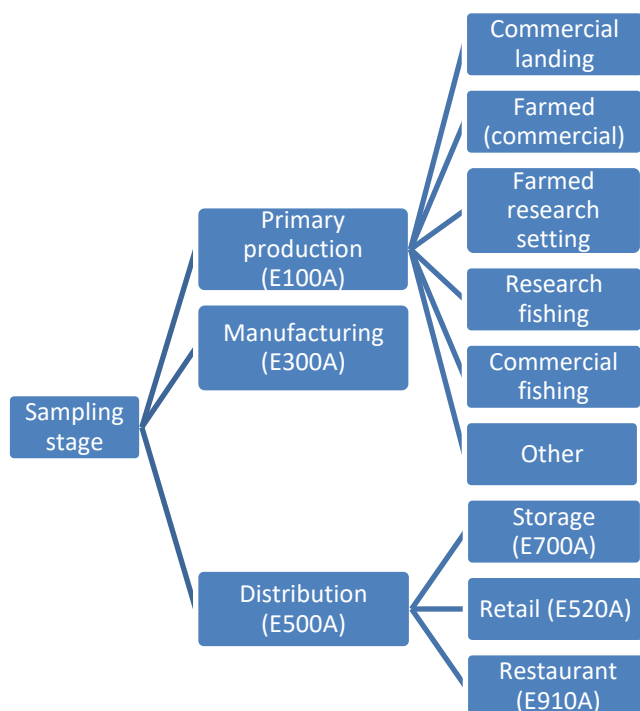 Sampling
stage
Primary
production
(E100A)
Manufacturing
(E300A)
Distribution
(E500A)
Commercial
landing
Farmed
(commercial)
Farmed
research
setting
Research
fishing
Commercial
fishing
Other
Storage
(E700A)
Retail (E520A)
Restaurant
(E910A)